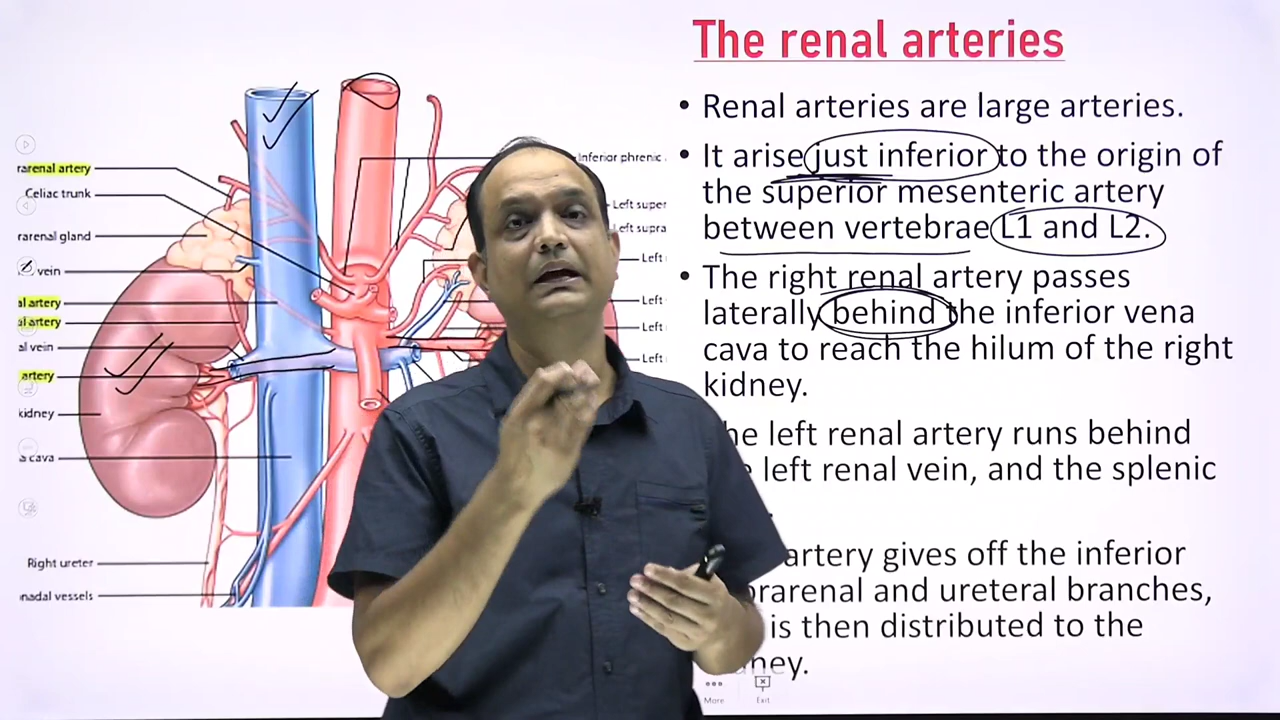 The renal arteries
• Renal arteries are large arteries.
• It arise just inferior to the origin of
the superior mesenteric artery
between vertebrae L1 and L2.
• The right renal artery passes
laterally behind the inferior vena
cava to reach the hilum of the right
kidney.
he left renal artery runs behind
left renal vein, and the splenic
artery gives off the inferior
prarenal and ureteral branches,
is then distributed to the
ney.
rarenal artery
Celiac trunk
rarenal gland
vein
al artery
al artery
al vein
artery
kidney
a cava
Right ureter
nadal vessels
Inferior phrenic
Left super
Left supra
Left
Left
Left
Left
More
Exit